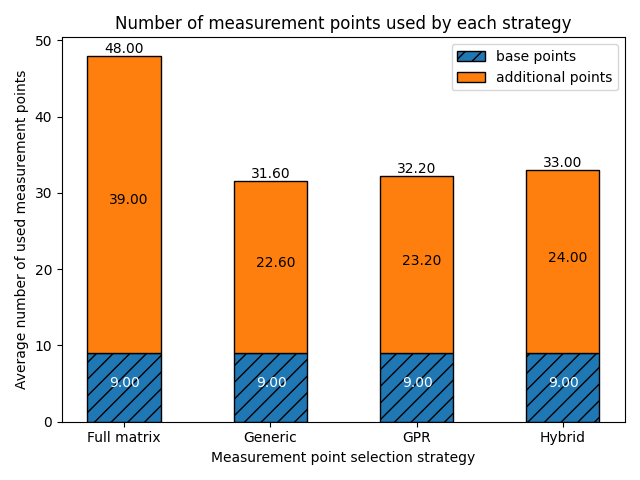 Number of measurement points used by each strategy
Average number of used measurement points
50
40
30
20
10
0
base points
additional points
48.00
31.60
32.20
33.00
39.00
22.60
23.20
24.00
9.00
9.00
9.00
9.00
Full matrix
Generic
GPR
Hybrid
Measurement point selection strategy